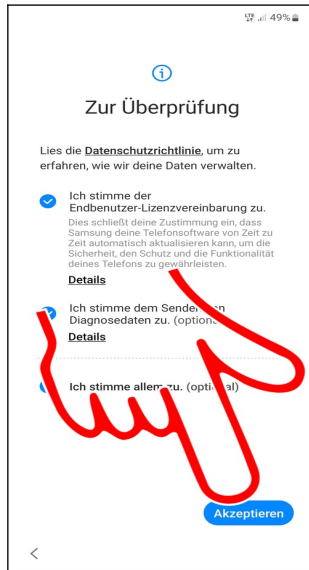 LTE 49%
Zur Überprüfung
Lies die Datenschutzrichtlinie, um zu
erfahren, wie wir deine Daten verwalten.
Ich stimme der
Endbenutzer-Lizenzvereinbarung zu.
Dies schließt deine Zustimmung ein, dass
Samsung deine Telefonsoftware von Zeit zu
Zeit automatisch aktualisieren kann, um die
Sicherheit, den Schutz und die Funktionalität
deines Telefons zu gewährleisten.
Details
Ich stimme dem Senden von
Diagnosedaten zu. (optional)
Details
Ich stimme allem zu. (optional)
Akzeptieren